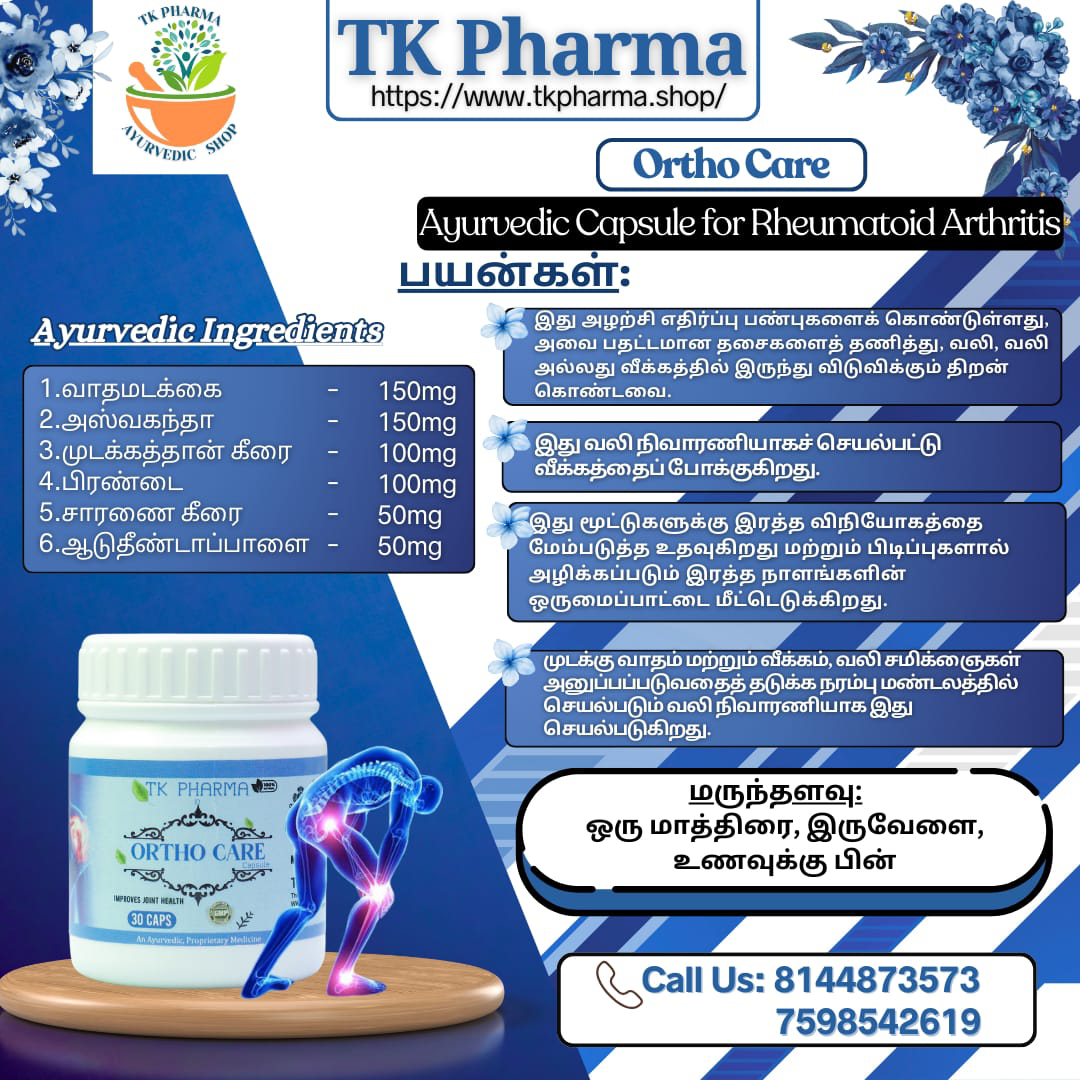 TK PHARMA
AYURVEDIC SHOP
TK Pharma
https://www.tkpharma.shop/
Ortho Care
Ayurvedic Capsule for Rheumatoid Arthritis
பயன்கள்:
Ayurvedic Ingredients
1.வாதமடக்கை - 150mg
2.அஸ்வகந்தா - 150mg
3.முடக்கத்தான் கீரை - 100mg
4.பிரண்டை - 100mg
5.சாரணை கீரை - 50mg
6.ஆடுதீண்டாப்பாளை - 50mg
இது அழற்சி எதிர்ப்பு பண்புகளைக் கொண்டுள்ளது,
அவை பதட்டமான தசைகளைத் தணித்து, வலி, வலி
அல்லது வீக்கத்தில் இருந்து விடுவிக்கும் திறன்
கொண்டவை.
இது வலி நிவாரணியாகச் செயல்பட்டு
வீக்கத்தைப் போக்குகிறது.
இது மூட்டுகளுக்கு இரத்த விநியோகத்தை
மேம்படுத்த உதவுகிறது மற்றும் பிடிப்புகளால்
அழிக்கப்படும் இரத்த நாளங்களின்
ஒருமைப்பாட்டை மீட்டெடுக்கிறது.
முடக்கு வாதம் மற்றும் வீக்கம், வலி சமிக்ஞைகள்
அனுப்பப்படுவதைத் தடுக்க நரம்பு மண்டலத்தில்
செயல்படும் வலி நிவாரணியாக இது
செயல்படுகிறது.
TK PHARMA
ORTHO CARE
Capsule
IMPROVES JOINT HEALTH
30 CAPS
GMP
An Ayurvedic, Proprietary Medicine
மருந்தளவு:
ஒரு மாத்திரை, இருவேளை,
உணவுக்கு பின்
Call Us: 8144873573
7598542619